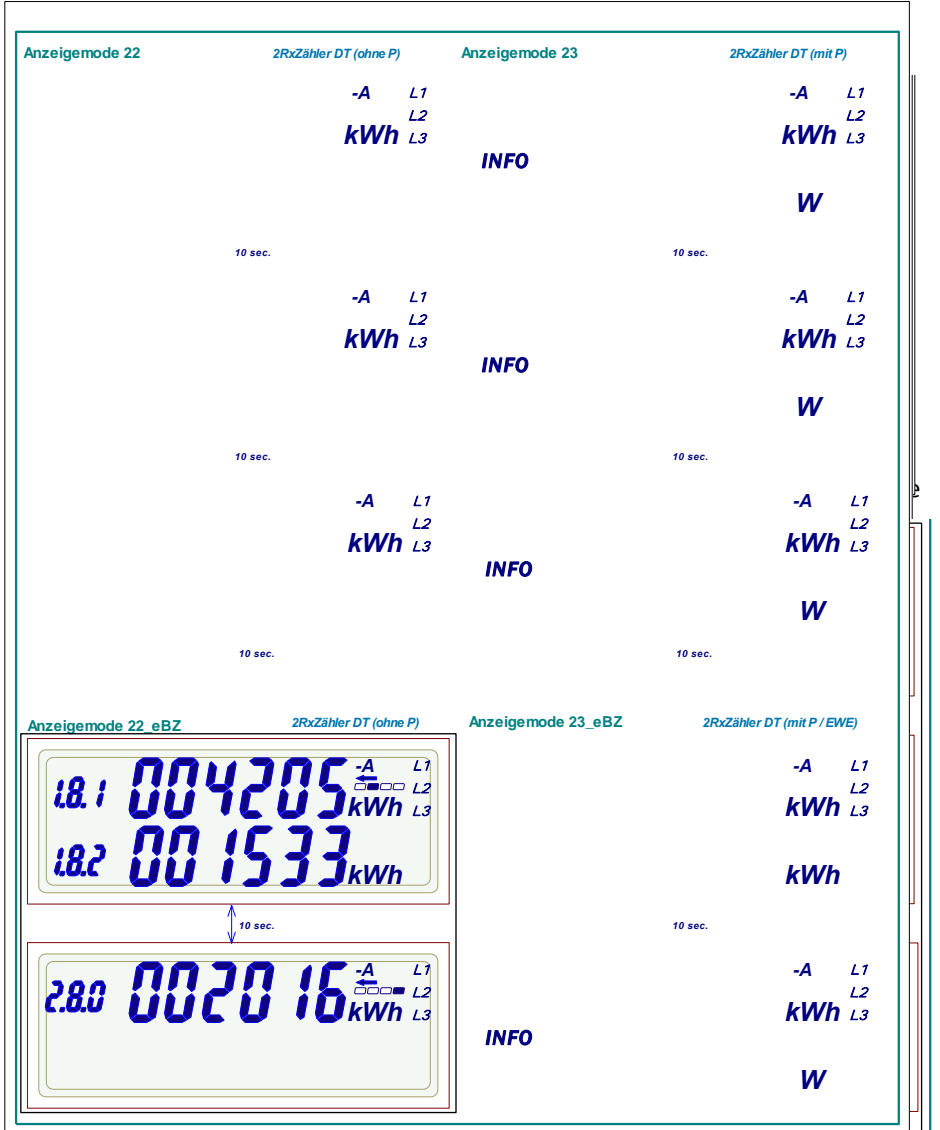 Anzeigemode 22 2RxZähler DT (ohne P) Anzeigemode 23 2RxZähler DT (mit P)
-A L1 -A L1
L2 L2
kWh L3 kWh L3
INFO
W
10 sec. 10 sec.
-A L1 -A L1
L2 L2
kWh L3 kWh L3
INFO
W
10 sec. 10 sec.
-A L1 -A L1
L2 L2
kWh L3 kWh L3
INFO
W
10 sec. 10 sec.
Anzeigemode 22_eBZ 2RxZähler DT (ohne P) Anzeigemode 23_eBZ 2RxZähler DT (mit P / EWE)
-A L1 -A L1
1.8.1 004205 L2 L2
kWh L3 kWh L3
1.8.2 001533 kWh kWh
10 sec. 10 sec.
-A L1 -A L1
2.8.0 002016 L2 L2
kWh L3 kWh L3
INFO
W